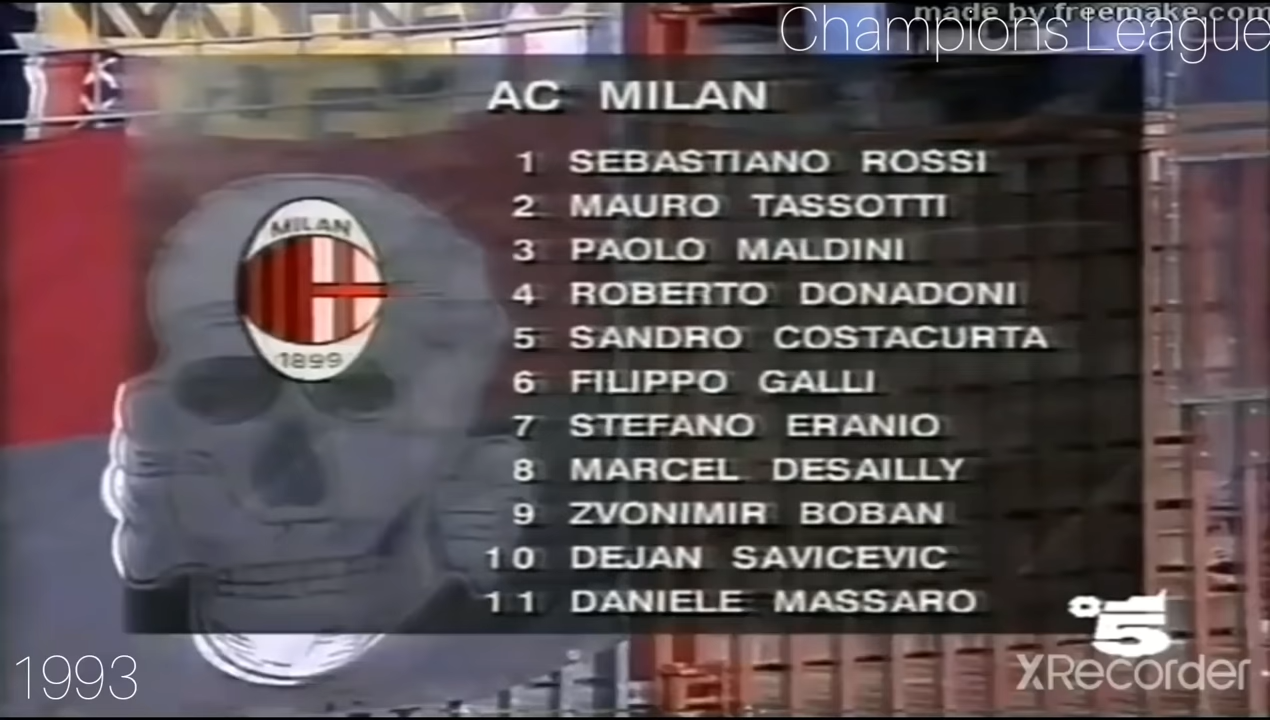 made by freemake.com
Champions League
AC MILAN
1 SEBASTIANO ROSSI
2 MAURO TASSOTTI
3 PAOLO MALDINI
4 ROBERTO DONADONI
5 SANDRO COSTACURTA
6 FILIPPO GALLI
7 STEFANO ERANIO
8 MARCEL DESAILLY
9 ZVONIMIR BOBAN
10 DEJAN SAVICEVIC
11 DANIELE MASSARO
MILAN
1899
5
1993
XRecorder